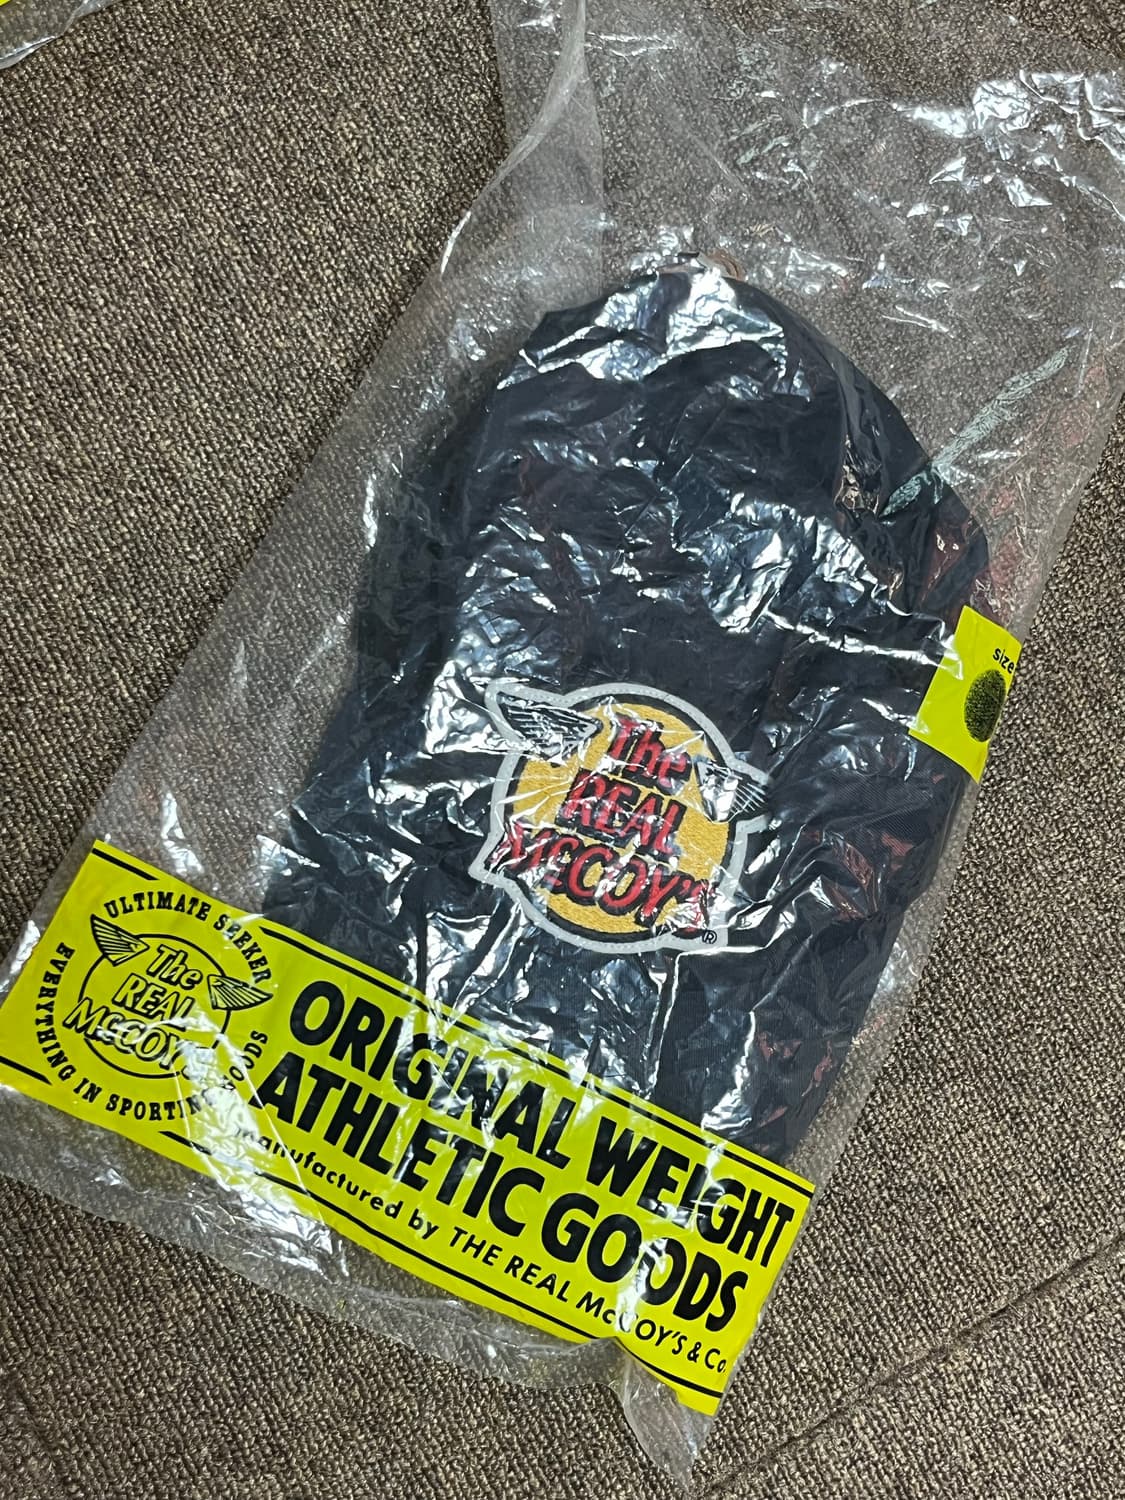 size
The
REAL
McCOY'S
®
ULTIMATE SEEKER
EVERYTHING IN SPORTING GOODS
The
REAL
McCOY'S
ORIGINAL WEIGHT
ATHLETIC GOODS
manufactured by THE REAL McCOY'S & Co.